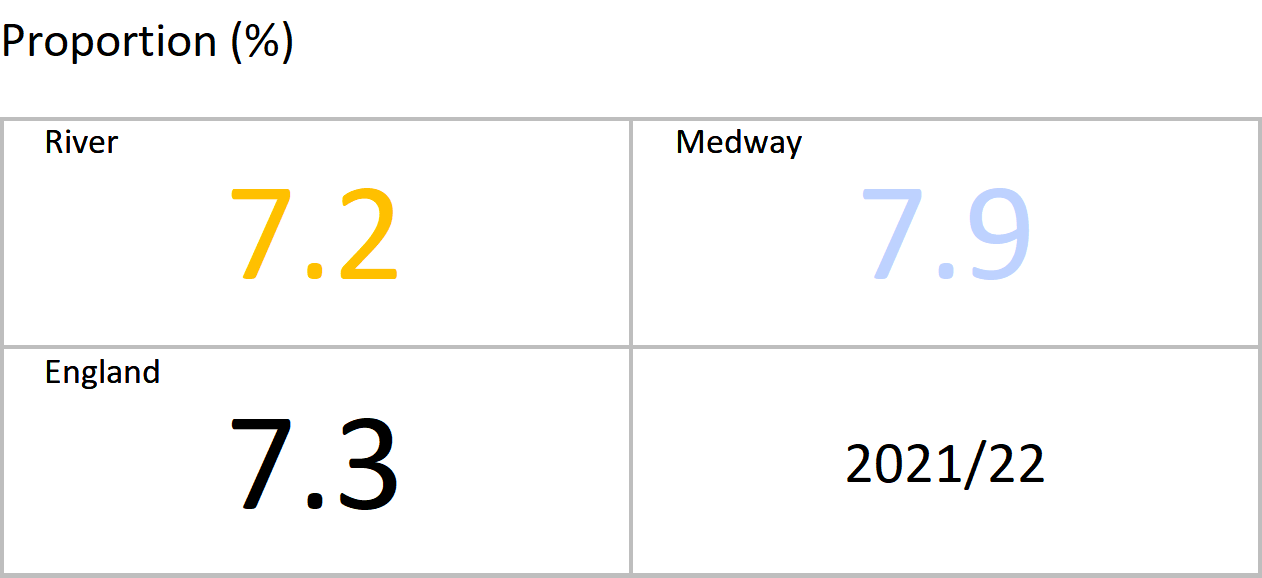 Proportion (%)
River
7.2
Medway
7.9
England
7.3
2021/22